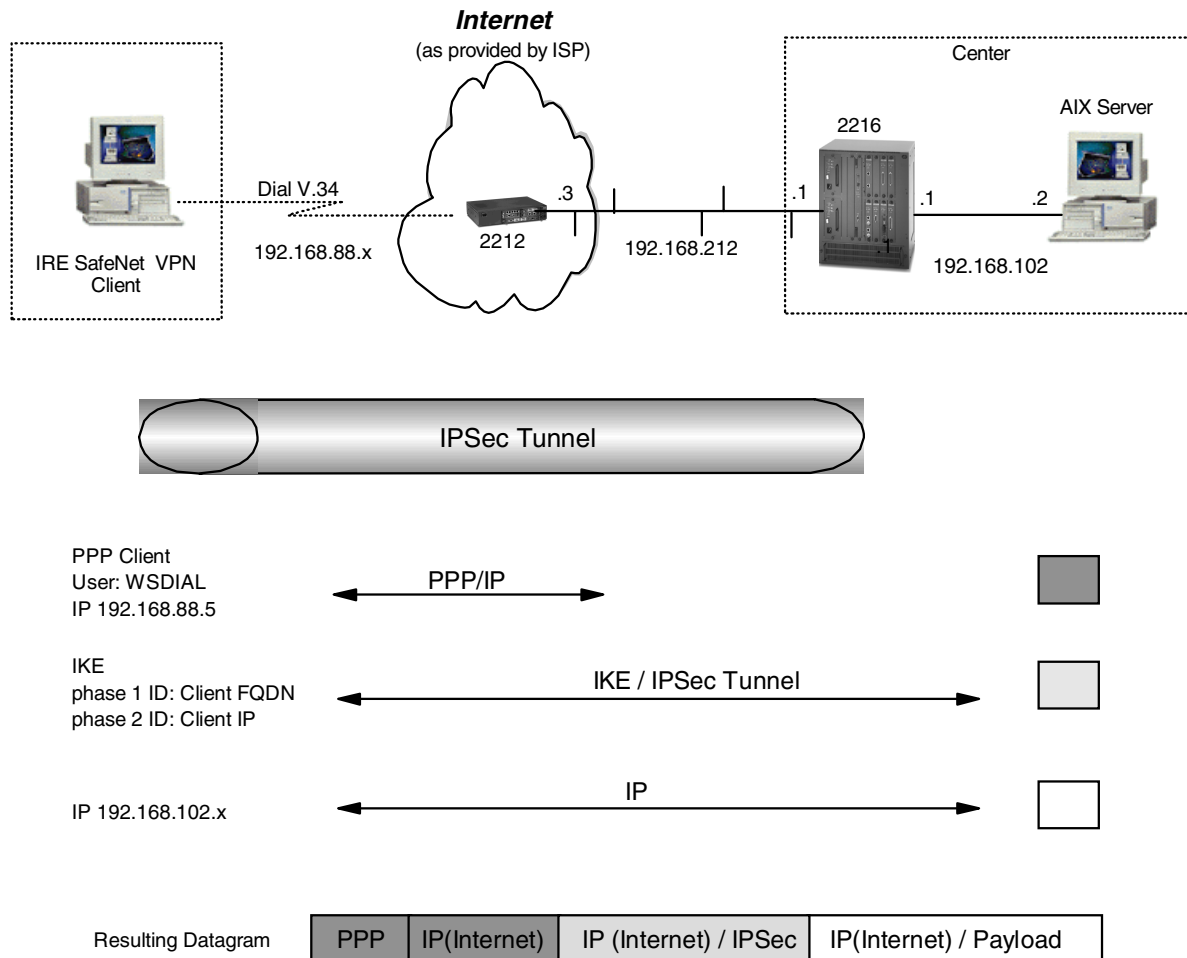 Internet
(as provided by ISP)
Center
AIX Server
2216
Dial V.34
.3
.1
.1
.2
2212
192.168.212
192.168.88.x
192.168.102
IRE SafeNet VPN
Client
IPSec Tunnel
PPP Client
User: WSDIAL
IP 192.168.88.5
PPP/IP
IKE
phase 1 ID: Client FQDN
phase 2 ID: Client IP
IKE / IPSec Tunnel
IP 192.168.102.x
IP
Resulting Datagram
PPP
IP(Internet)
IP (Internet) / IPSec
IP(Internet) / Payload